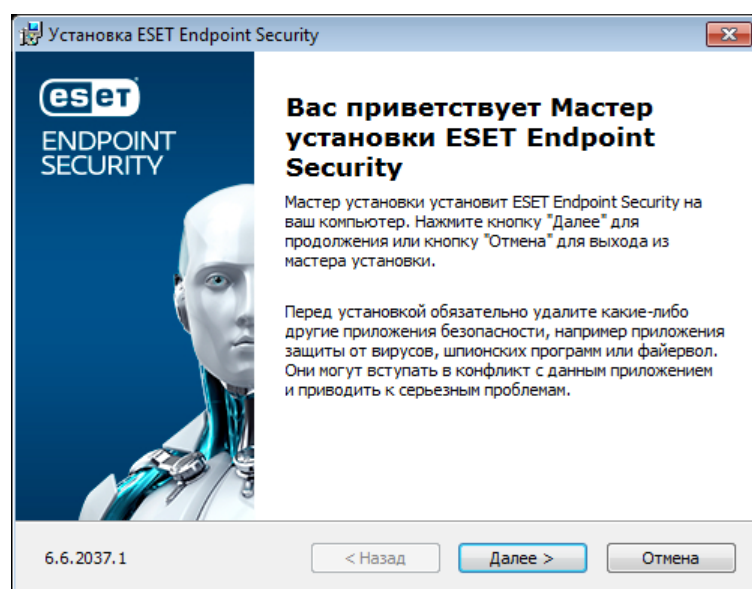 Установка ESET Endpoint Security
eset
ENDPOINT
SECURITY
Вас приветствует Мастер
установки ESET Endpoint
Security
Мастер установки установит ESET Endpoint Security на
ваш компьютер. Нажмите кнопку "Далее" для
продолжения или кнопку "Отмена" для выхода из
мастера установки.
Перед установкой обязательно удалите какие-либо
другие приложения безопасности, например приложения
защиты от вирусов, шпионских программ или файервол.
Они могут вступать в конфликт с данным приложением
и приводить к серьезным проблемам.
6.6.2037.1
< Назад
Далее >
Отмена